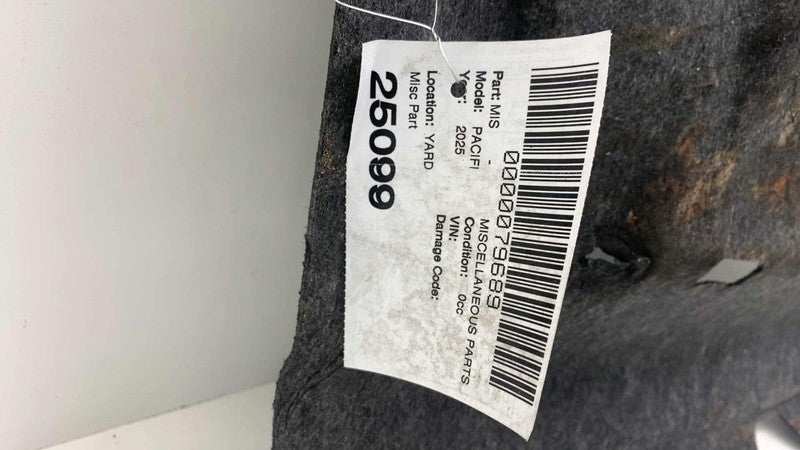 0000079689
Part: MIS - MISCELLANEOUS PARTS
Model: PACIFI Condition: 0cc
Year: 2025 VIN:
Damage Code:
Location: YARD
Misc Part
25099